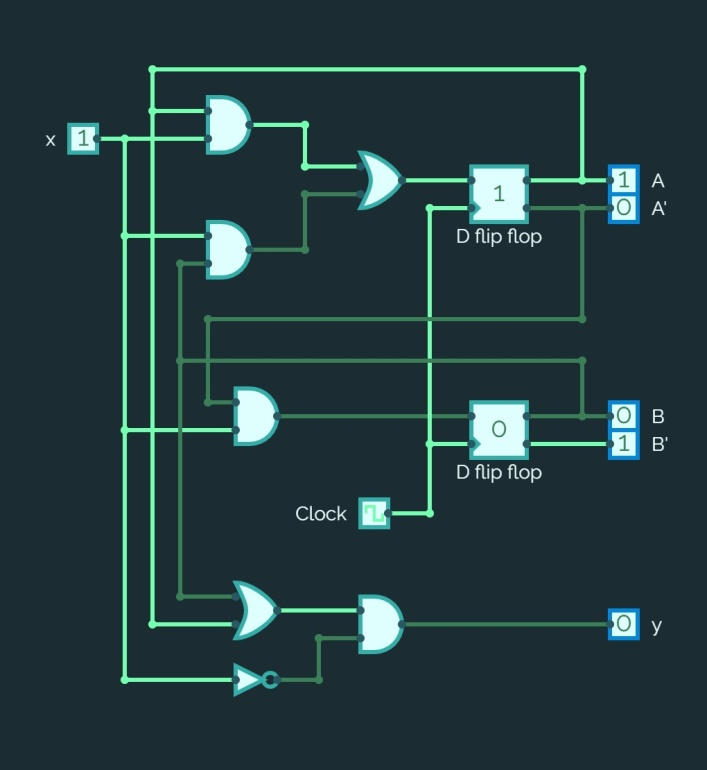 x 1
1 1 A
0 A'
D flip flop
0 0 B
1 B'
D flip flop
Clock
0 y